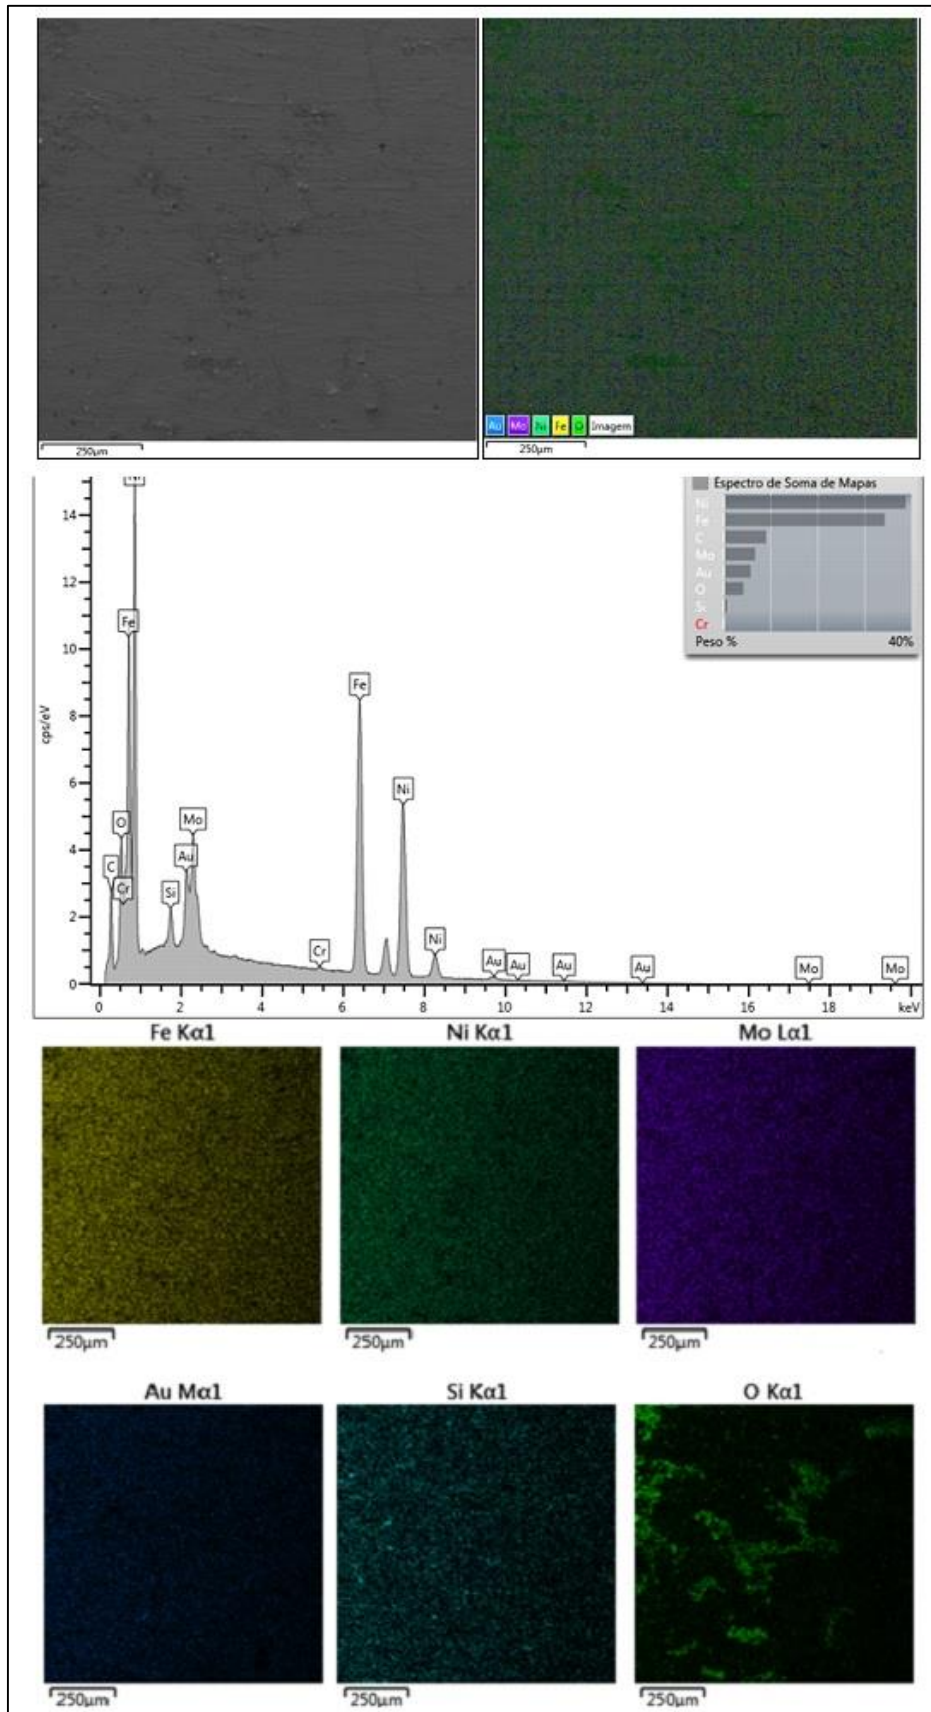 250µm
Au Mo Ni Fe O Imagem
250µm
Ni
Espectro de Soma de Mapas
Ni
Fe
C
Mo
Au
O
Si
Cr
Peso % 40%
14
12
10
8
6
4
2
0
cps/eV
Fe
Fe
Ni
O
Mo
Au
C
Cr
Si
Cr
Ni
Au
Au
Au
Au
Mo
Mo
0 2 4 6 8 10 12 14 16 18 keV
Fe Kα1 Ni Kα1 Mo Lα1
250µm 250µm 250µm
Au Mα1 Si Kα1 O Kα1
250µm 250µm 250µm